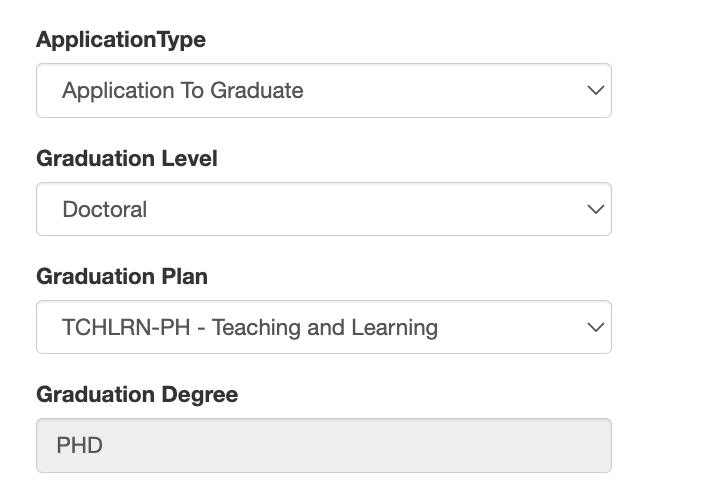 ApplicationType
Application To Graduate
Graduation Level
Doctoral
Graduation Plan
TCHLRN-PH - Teaching and Learning
Graduation Degree
PHD